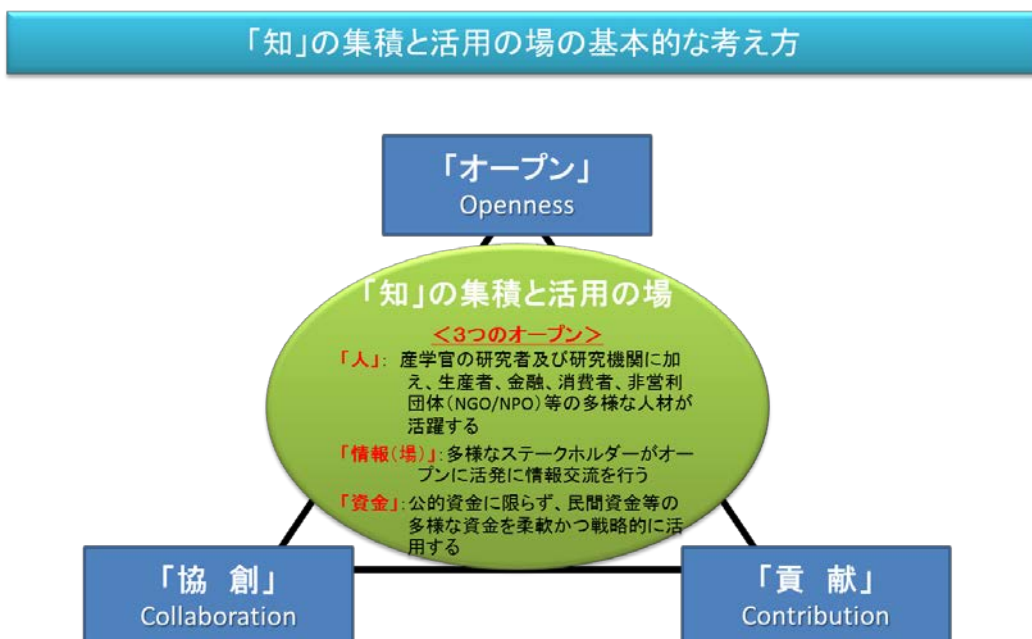 「知」の集積と活用の場の基本的な考え方
「オープン」
Openness
「知」の集積と活用の場
＜３つのオープン＞
「人」： 産学官の研究者及び研究機関に加
え、生産者、金融、消費者、非営利
団体（NGO/NPO）等の多様な人材が
活躍する
「情報（場）」：多様なステークホルダーがオー
プンに活発に情報交流を行う
「資金」：公的資金に限らず、民間資金等の
多様な資金を柔軟かつ戦略的に活
用する
「協 創」
Collaboration
「貢 献」
Contribution